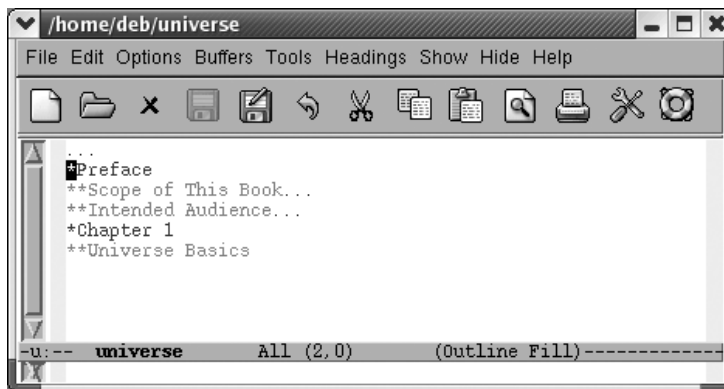 /home/deb/universe
File Edit Options Buffers Tools Headings Show Hide Help
...
*Preface
**Scope of This Book...
**Intended Audience...
*Chapter 1
**Universe Basics
-u:-- universe All (2,0) (Outline Fill)-------------